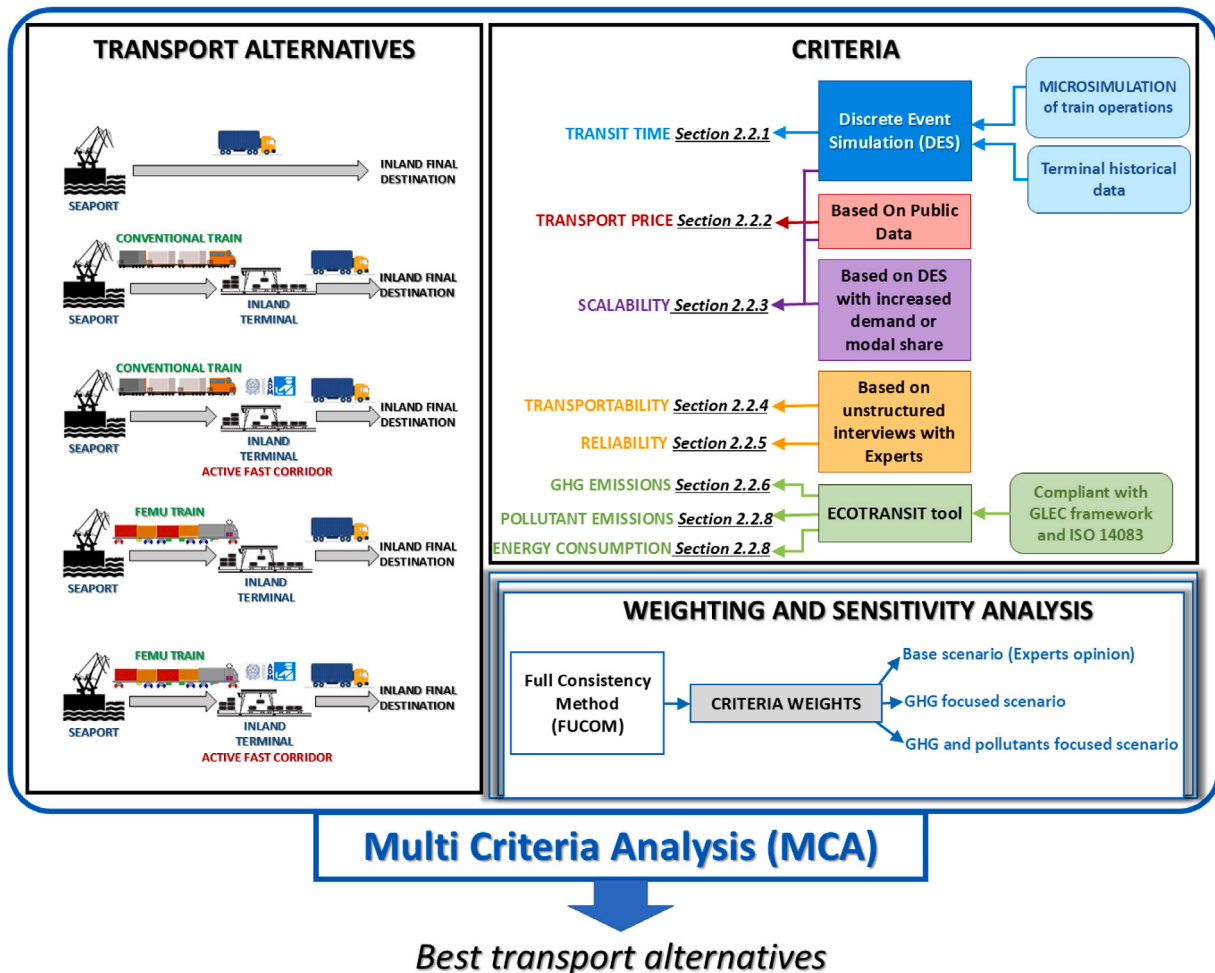 TRANSPORT ALTERNATIVES
SEAPORT
INLAND FINAL
DESTINATION
CONVENTIONAL TRAIN
SEAPORT
INLAND
TERMINAL
INLAND FINAL
DESTINATION
CONVENTIONAL TRAIN
SEAPORT
INLAND
TERMINAL
ACTIVE FAST CORRIDOR
INLAND FINAL
DESTINATION
FEMU TRAIN
SEAPORT
INLAND
TERMINAL
INLAND FINAL
DESTINATION
FEMU TRAIN
SEAPORT
INLAND
TERMINAL
ACTIVE FAST CORRIDOR
INLAND FINAL
DESTINATION
CRITERIA
TRANSIT TIME Section 2.2.1
Discrete Event
Simulation (DES)
MICROSIMULATION
of train operations
Terminal historical
data
TRANSPORT PRICE Section 2.2.2
Based On Public
Data
SCALABILITY Section 2.2.3
Based on DES
with increased
demand or
modal share
TRANSPORTABILITY Section 2.2.4
RELIABILITY Section 2.2.5
Based on
unstructured
interviews with
Experts
GHG EMISSIONS Section 2.2.6
POLLUTANT EMISSIONS Section 2.2.8
ENERGY CONSUMPTION Section 2.2.8
ECOTRANSIT tool
Compliant with
GLEC framework
and ISO 14083
WEIGHTING AND SENSITIVITY ANALYSIS
Full Consistency
Method
(FUCOM)
CRITERIA WEIGHTS
Base scenario (Experts opinion)
GHG focused scenario
GHG and pollutants focused scenario
Multi Criteria Analysis (MCA)
Best transport alternatives